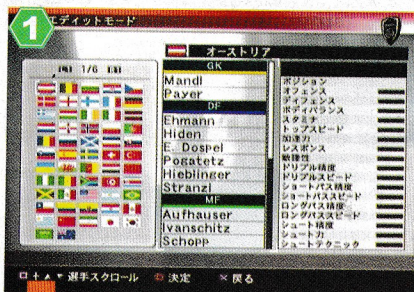 1
エディットモード
オーストリア
1/6
GK
Mandl
Payer
DF
Ehmann
Hiden
E. Dospel
Pogatetz
Hieblinger
Stranzl
MF
Aufhauser
Ivanschitz
Schopp
ポジション
オフェンス
ディフェンス
ボディバランス
スタミナ
トップスピード
加速力
レスポンス
敏捷性
ドリブル精度
ドリブルスピード
ショートパス精度
ショートパススピード
ロングパス精度
ロングパススピード
シュート精度
シュート力
シュートテクニック
□+▲▼選手スクロール ○決定 ×戻る